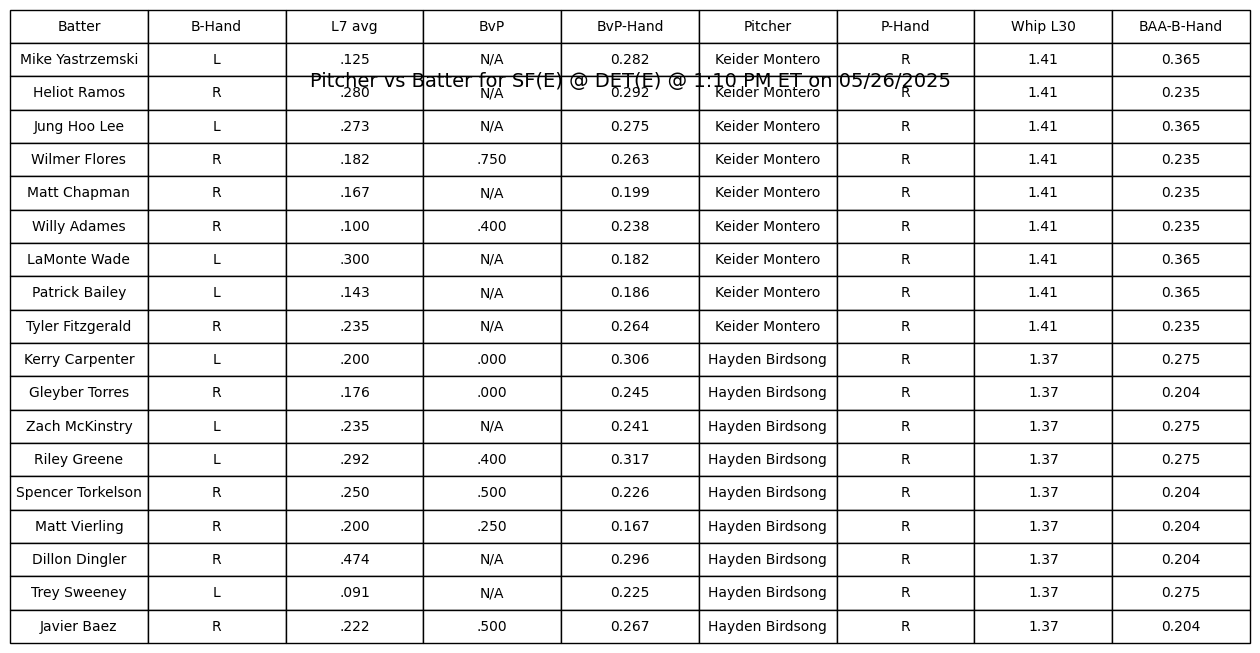 Batter B-Hand L7 avg BvP BvP-Hand Pitcher P-Hand Whip L30 BAA-B-Hand
Mike Yastrzemski L .125 N/A 0.282 Keider Montero R 1.41 0.365
Pitcher vs Batter for SF(E) @ DET(E) @ 1:10 PM ET on 05/26/2025
Heliot Ramos R .280 N/A 0.292 Keider Montero R 1.41 0.235
Jung Hoo Lee L .273 N/A 0.275 Keider Montero R 1.41 0.365
Wilmer Flores R .182 .750 0.263 Keider Montero R 1.41 0.235
Matt Chapman R .167 N/A 0.199 Keider Montero R 1.41 0.235
Willy Adames R .100 .400 0.238 Keider Montero R 1.41 0.235
LaMonte Wade L .300 N/A 0.182 Keider Montero R 1.41 0.365
Patrick Bailey L .143 N/A 0.186 Keider Montero R 1.41 0.365
Tyler Fitzgerald R .235 N/A 0.264 Keider Montero R 1.41 0.235
Kerry Carpenter L .200 .000 0.306 Hayden Birdsong R 1.37 0.275
Gleyber Torres R .176 .000 0.245 Hayden Birdsong R 1.37 0.204
Zach McKinstry L .235 N/A 0.241 Hayden Birdsong R 1.37 0.275
Riley Greene L .292 .400 0.317 Hayden Birdsong R 1.37 0.275
Spencer Torkelson R .250 .500 0.226 Hayden Birdsong R 1.37 0.204
Matt Vierling R .200 .250 0.167 Hayden Birdsong R 1.37 0.204
Dillon Dingler R .474 N/A 0.296 Hayden Birdsong R 1.37 0.204
Trey Sweeney L .091 N/A 0.225 Hayden Birdsong R 1.37 0.275
Javier Baez R .222 .500 0.267 Hayden Birdsong R 1.37 0.204